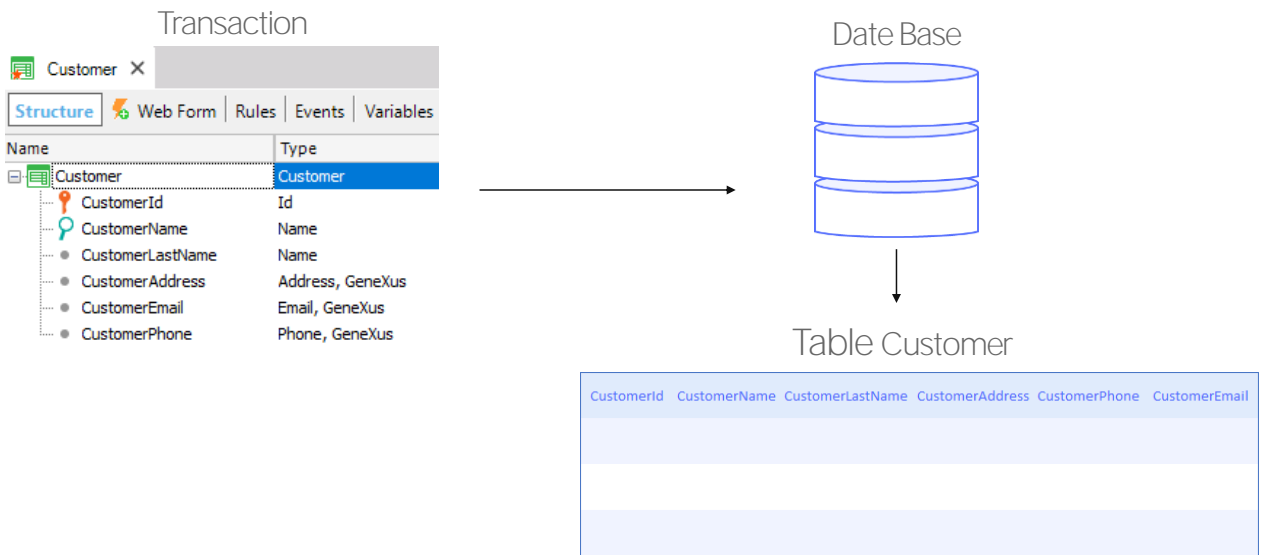 Transaction
Customer
Structure Web Form Rules Events Variables
Name Type
Customer Customer
CustomerId Id
CustomerName Name
CustomerLastName Name
CustomerAddress Address, GeneXus
CustomerEmail Email, GeneXus
CustomerPhone Phone, GeneXus
Date Base
Table Customer
CustomerId CustomerName CustomerLastName CustomerAddress CustomerPhone CustomerEmail